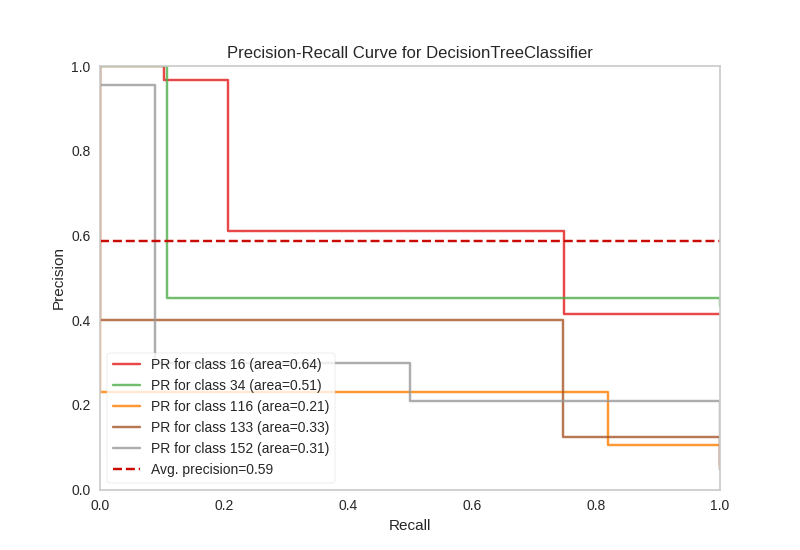 Precision-Recall Curve for DecisionTreeClassifier
1.0
0.8
0.6
0.4
0.2
0.0
Precision
PR for class 16 (area=0.64)
PR for class 34 (area=0.51)
PR for class 116 (area=0.21)
PR for class 133 (area=0.33)
PR for class 152 (area=0.31)
Avg. precision=0.59
0.0 0.2 0.4 0.6 0.8 1.0
Recall